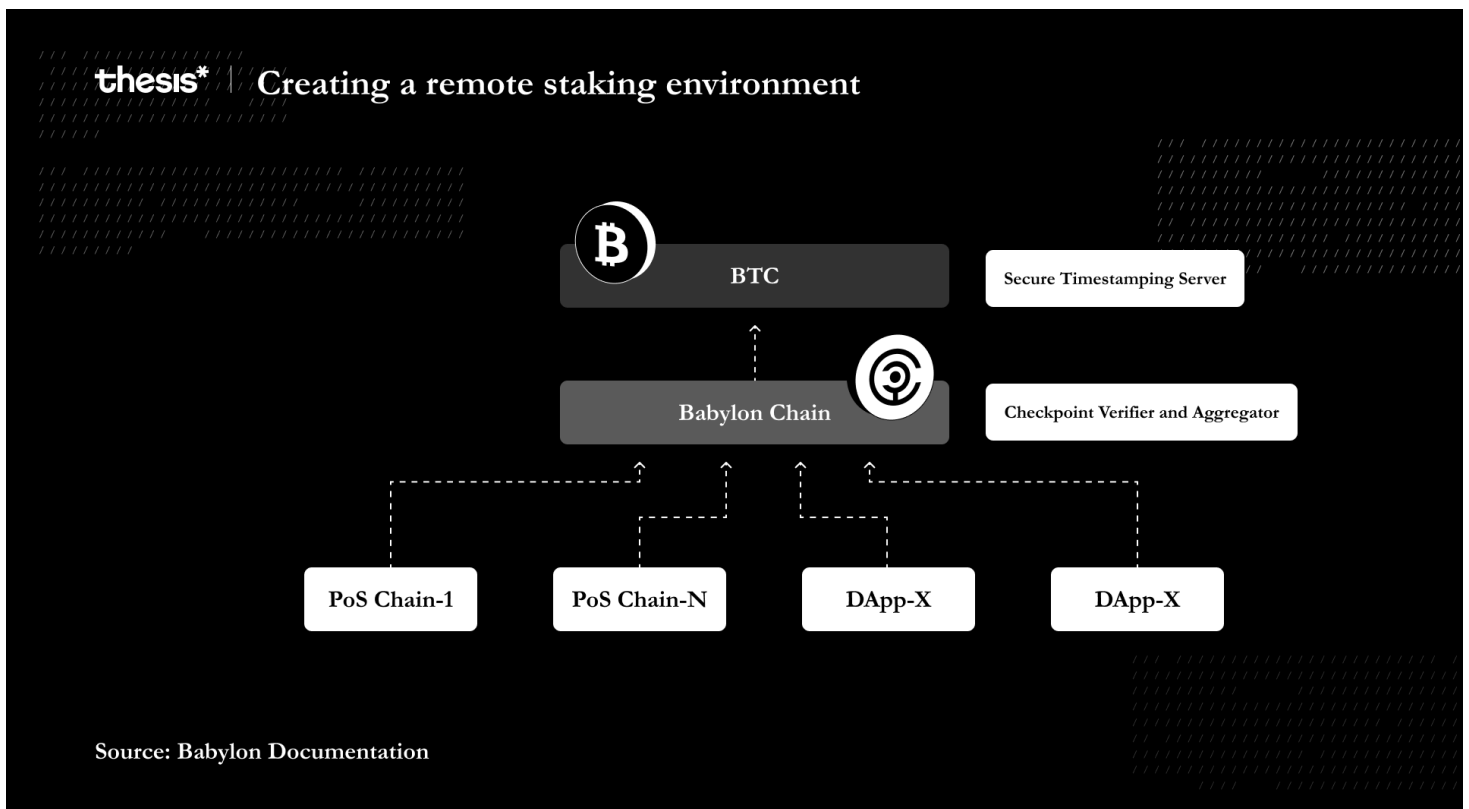 thesis* | Creating a remote staking environment
BTC
Secure Timestamping Server
Babylon Chain
Checkpoint Verifier and Aggregator
PoS Chain-1
PoS Chain-N
DApp-X
DApp-X
Source: Babylon Documentation